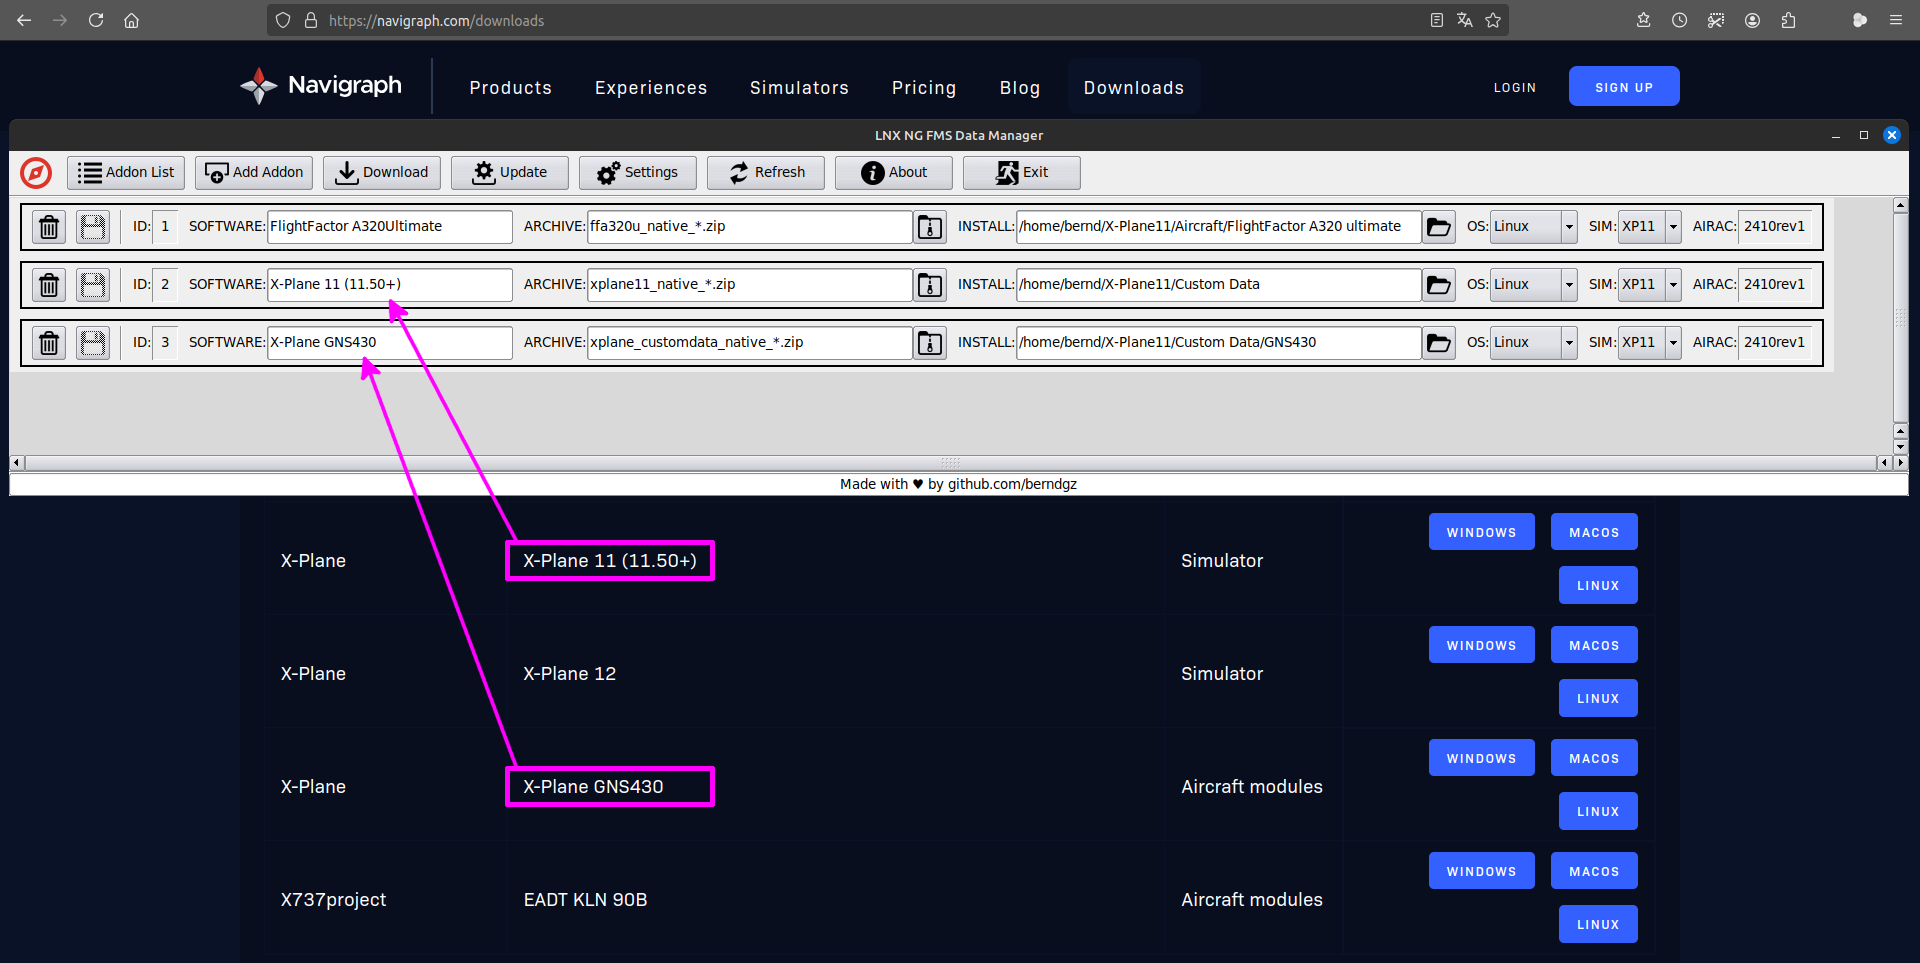 https://navigraph.com/downloads
Navigraph Products Experiences Simulators Pricing Blog Downloads LOGIN SIGN UP
LNX NG FMS Data Manager
Addon List Add Addon Download Update Settings Refresh About Exit
ID: 1 SOFTWARE: FlightFactor A320Ultimate ARCHIVE: ffa320u_native_*.zip INSTALL: /home/bernd/X-Plane11/Aircraft/FlightFactor A320 ultimate OS: Linux SIM: XP11 AIRAC: 2410rev1
ID: 2 SOFTWARE: X-Plane 11 (11.50+) ARCHIVE: xplane11_native_*.zip INSTALL: /home/bernd/X-Plane11/Custom Data OS: Linux SIM: XP11 AIRAC: 2410rev1
ID: 3 SOFTWARE: X-Plane GNS430 ARCHIVE: xplane_customdata_native_*.zip INSTALL: /home/bernd/X-Plane11/Custom Data/GNS430 OS: Linux SIM: XP11 AIRAC: 2410rev1
Made with ♥ by github.com/berndgz
X-Plane X-Plane 11 (11.50+) Simulator WINDOWS MACOS
LINUX
X-Plane X-Plane 12 Simulator WINDOWS MACOS
LINUX
X-Plane X-Plane GNS430 Aircraft modules WINDOWS MACOS
LINUX
X737project EADT KLN 90B Aircraft modules WINDOWS MACOS
LINUX